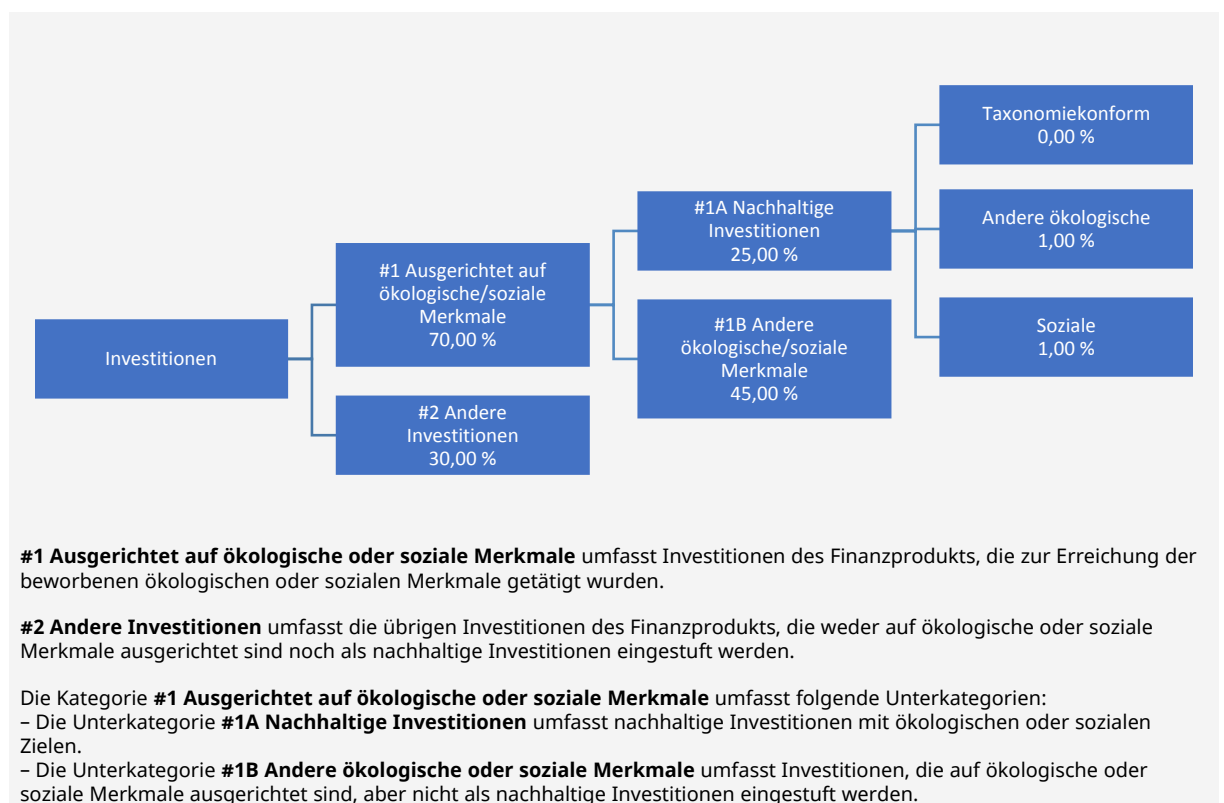 Investitionen
#1 Ausgerichtet auf
ökologische/soziale
Merkmale
70,00 %
#2 Andere
Investitionen
30,00 %
#1A Nachhaltige
Investitionen
25,00 %
#1B Andere
ökologische/soziale
Merkmale
45,00 %
Taxonomiekonform
0,00 %
Andere ökologische
1,00 %
Soziale
1,00 %
#1 Ausgerichtet auf ökologische oder soziale Merkmale umfasst Investitionen des Finanzprodukts, die zur Erreichung der
beworbenen ökologischen oder sozialen Merkmale getätigt wurden.
#2 Andere Investitionen umfasst die übrigen Investitionen des Finanzprodukts, die weder auf ökologische oder soziale
Merkmale ausgerichtet sind noch als nachhaltige Investitionen eingestuft werden.
Die Kategorie #1 Ausgerichtet auf ökologische oder soziale Merkmale umfasst folgende Unterkategorien:
– Die Unterkategorie #1A Nachhaltige Investitionen umfasst nachhaltige Investitionen mit ökologischen oder sozialen
Zielen.
– Die Unterkategorie #1B Andere ökologische oder soziale Merkmale umfasst Investitionen, die auf ökologische oder
soziale Merkmale ausgerichtet sind, aber nicht als nachhaltige Investitionen eingestuft werden.